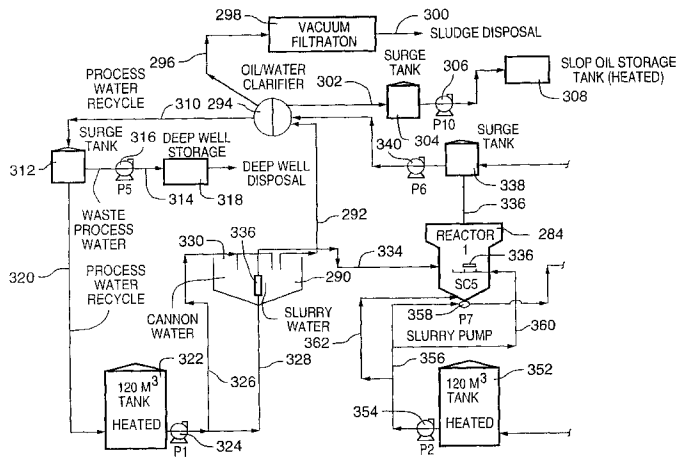 298
VACUUM
FILTRATON
300
SLUDGE DISPOSAL
296
OIL/WATER
CLARIFIER
294
302
SURGE
TANK
304
306
P10
SLOP OIL STORAGE
TANK (HEATED)
308
PROCESS
WATER
RECYCLE
310
SURGE
TANK
312
316
P5
314
DEEP WELL
STORAGE
318
DEEP WELL
DISPOSAL
WASTE
PROCESS
WATER
292
340
P6
SURGE
TANK
338
336
320
PROCESS
WATER
RECYCLE
330
336
290
CANNON
WATER
SLURRY
WATER
334
REACTOR
1
284
336
SC5
358
P7
SLURRY PUMP
360
362
356
322
120 M3
TANK
HEATED
324
P1
326
328
352
120 M3
TANK
HEATED
354
P2